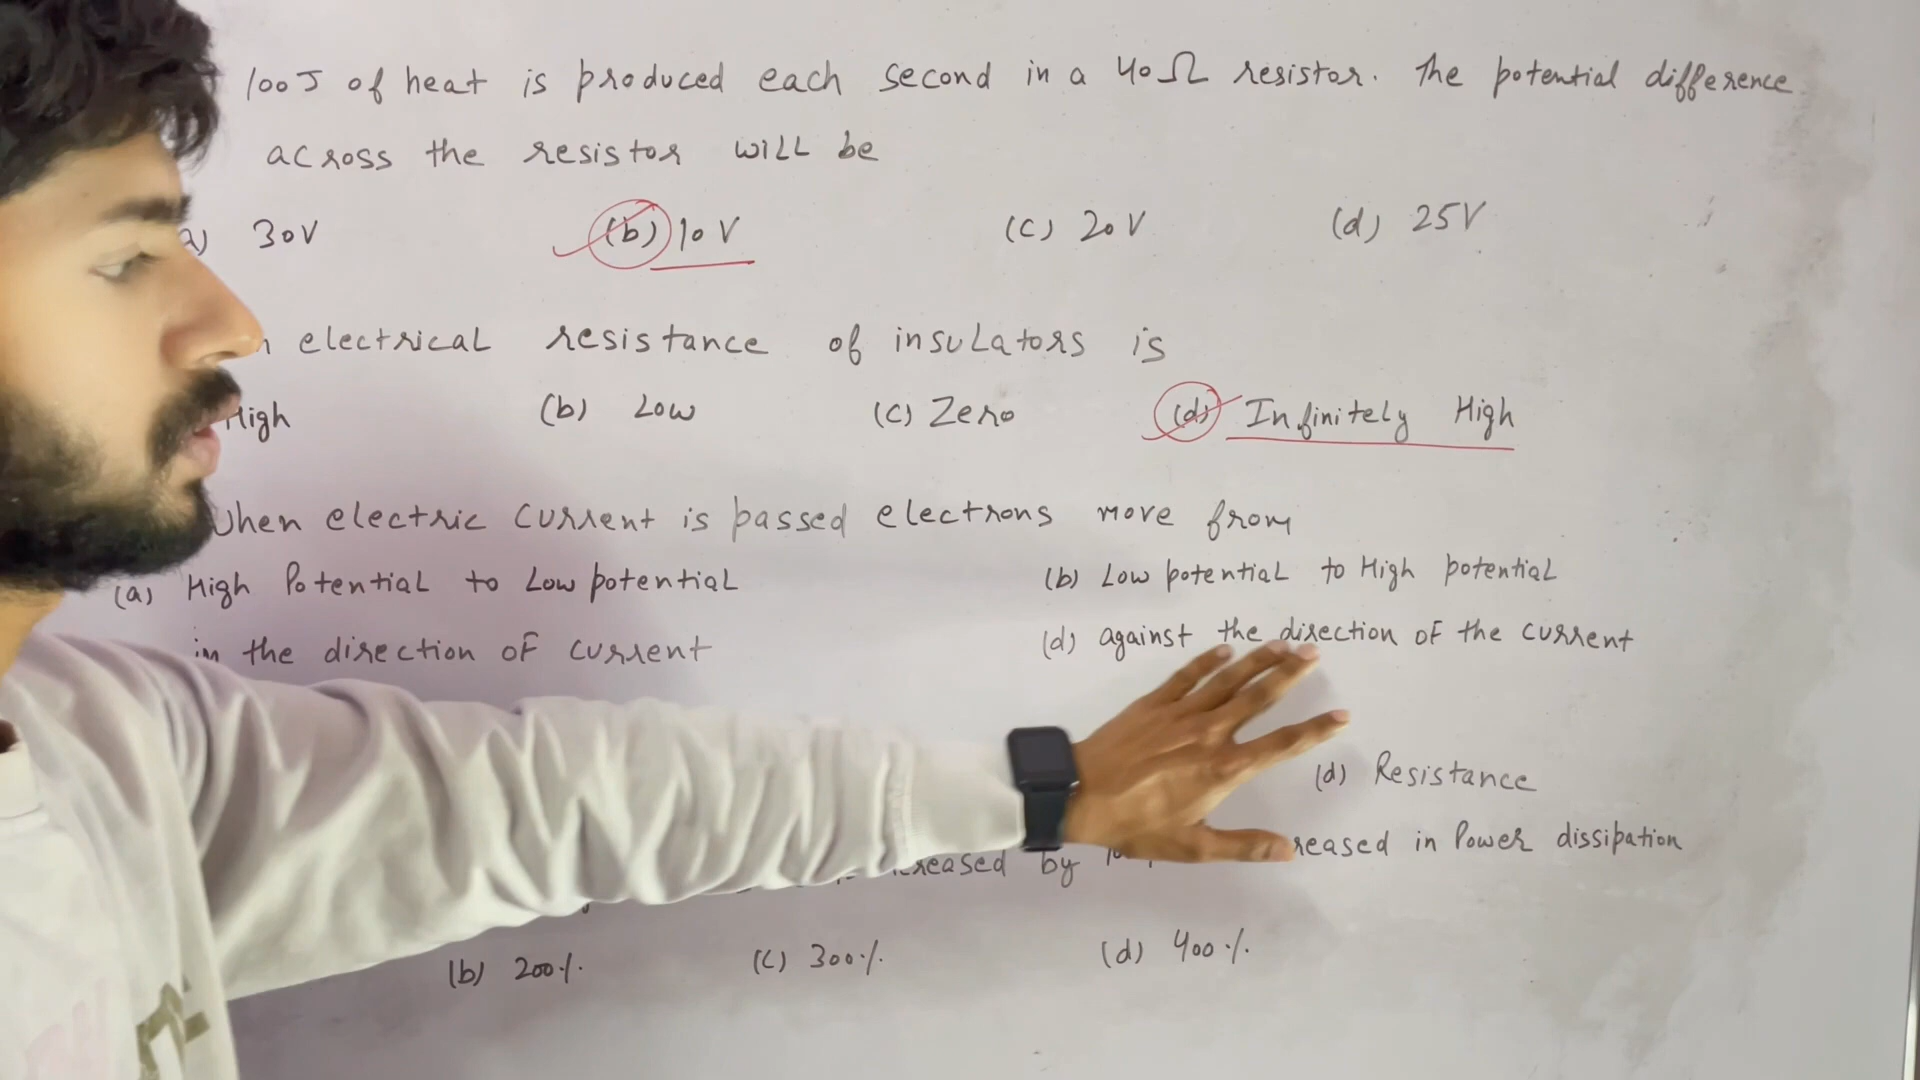 100J of heat is produced each second in a 40Ω resistor. The potential difference
across the resistor will be
a) 30V (b) 10V (c) 20V (d) 25V
electrical resistance of insulators is
High (b) Low (c) Zero (d) Infinitely High
When electric current is passed electrons move from
(a) High Potential to Low potential (b) Low potential to High potential
in the direction of current (d) against the direction of the current
(d) Resistance
by in Power dissipation
(b) 200% (c) 300% (d) 400%